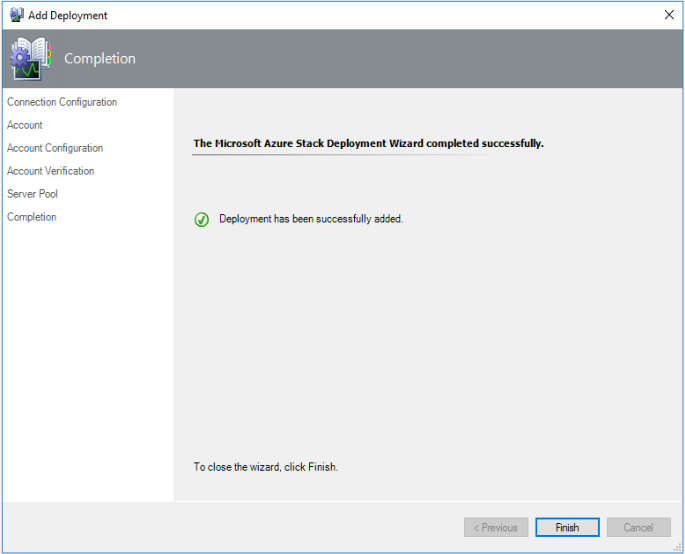 Add Deployment
Completion
Connection Configuration
Account
Account Configuration
Account Verification
Server Pool
Completion
The Microsoft Azure Stack Deployment Wizard completed successfully.
Deployment has been successfully added.
To close the wizard, click Finish.
< Previous
Finish
Cancel